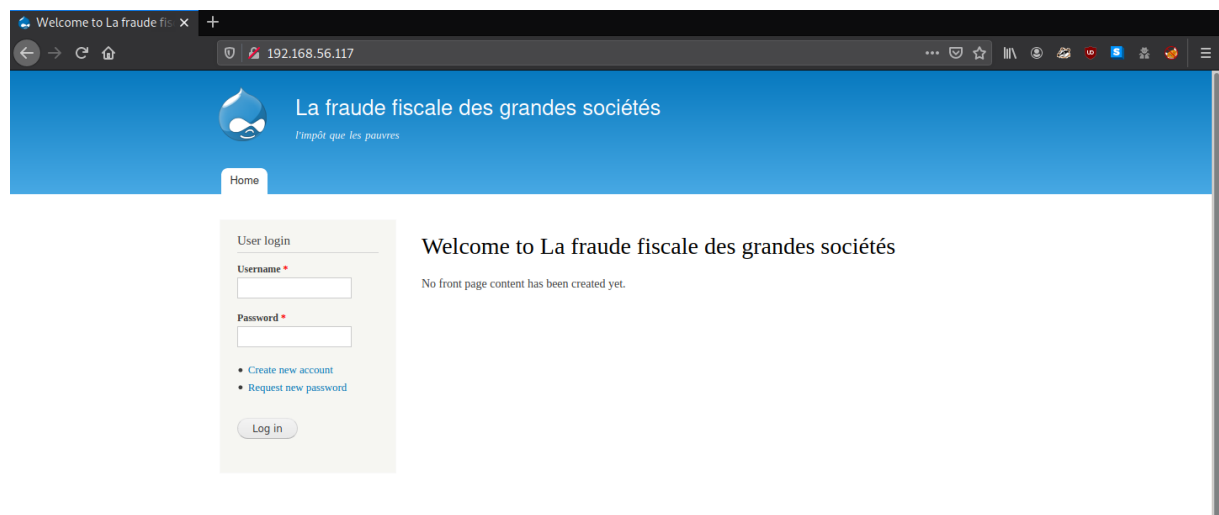 Welcome to La fraude fis
192.168.56.117
La fraude fiscale des grandes sociétés
l'impôt que les pauvres
Home
User login
Username *
Password *
Create new account
Request new password
Log in
Welcome to La fraude fiscale des grandes sociétés
No front page content has been created yet.